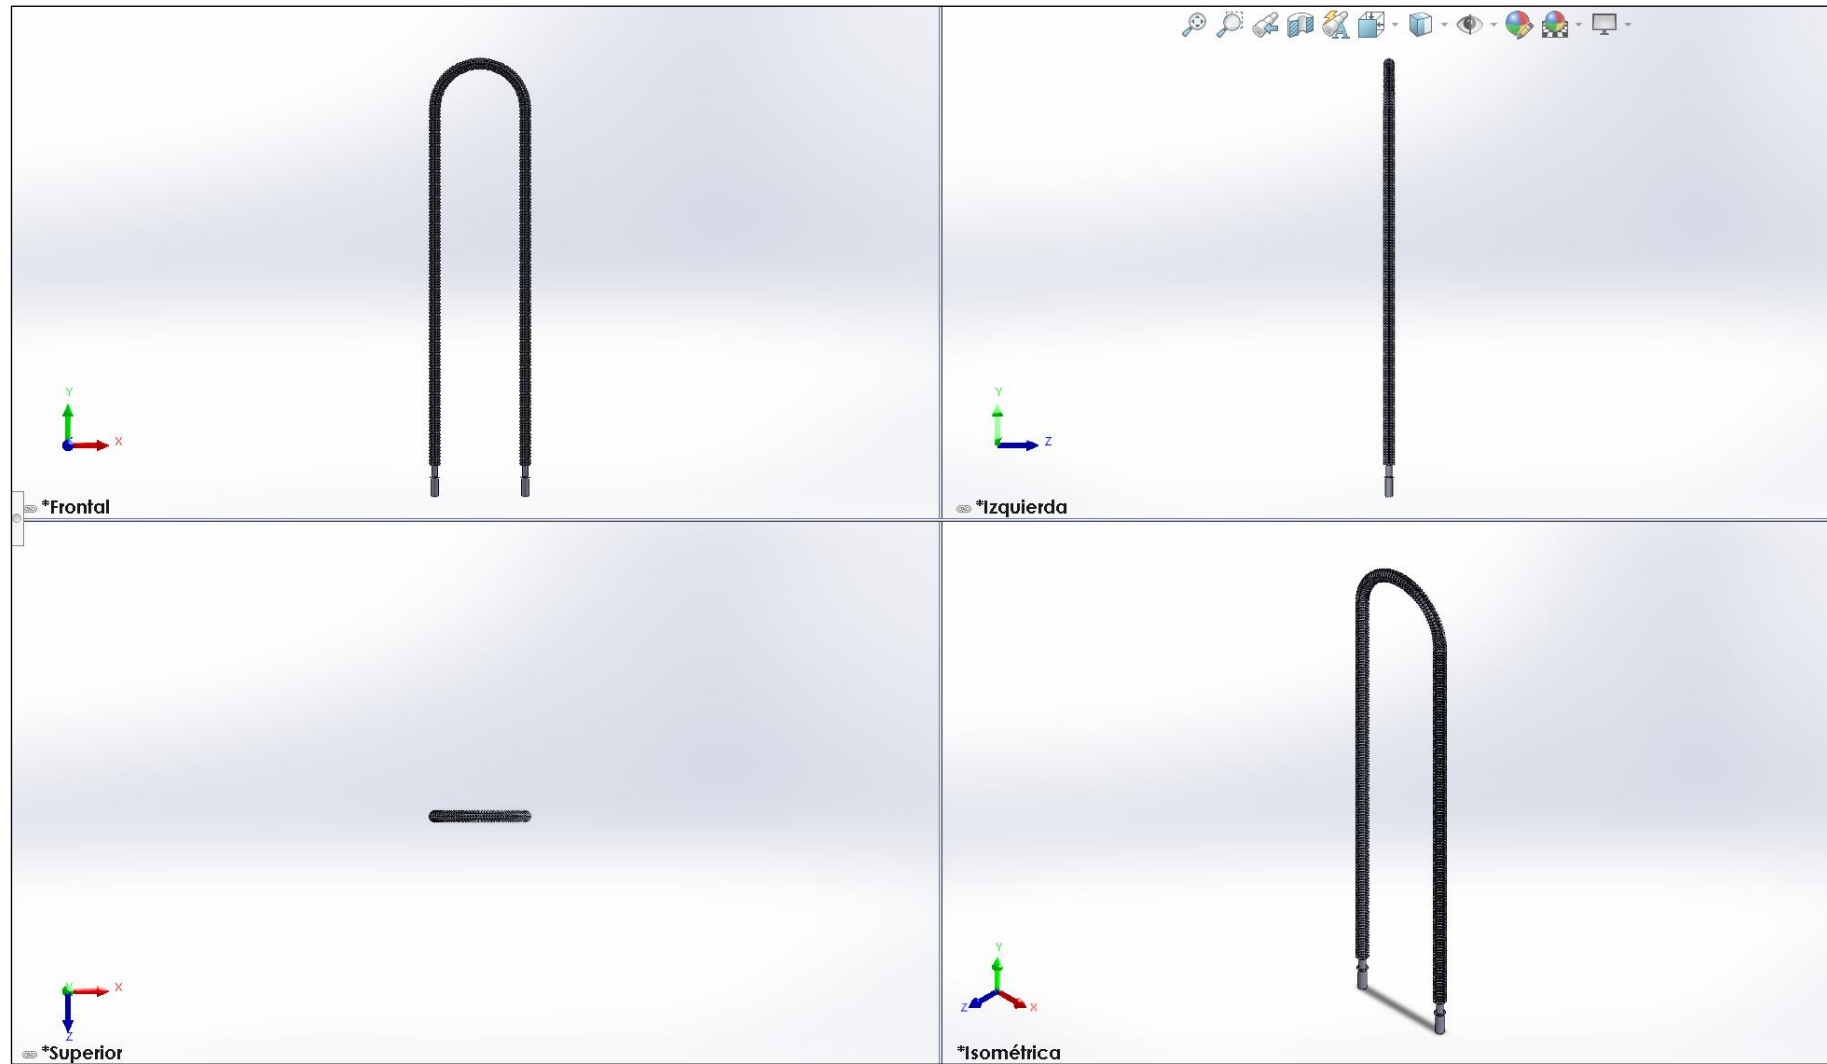 Y
X
*Frontal
Y
Z
*Izquierda
Y
X
Z
*Superior
Y
Z
X
*Isométrica